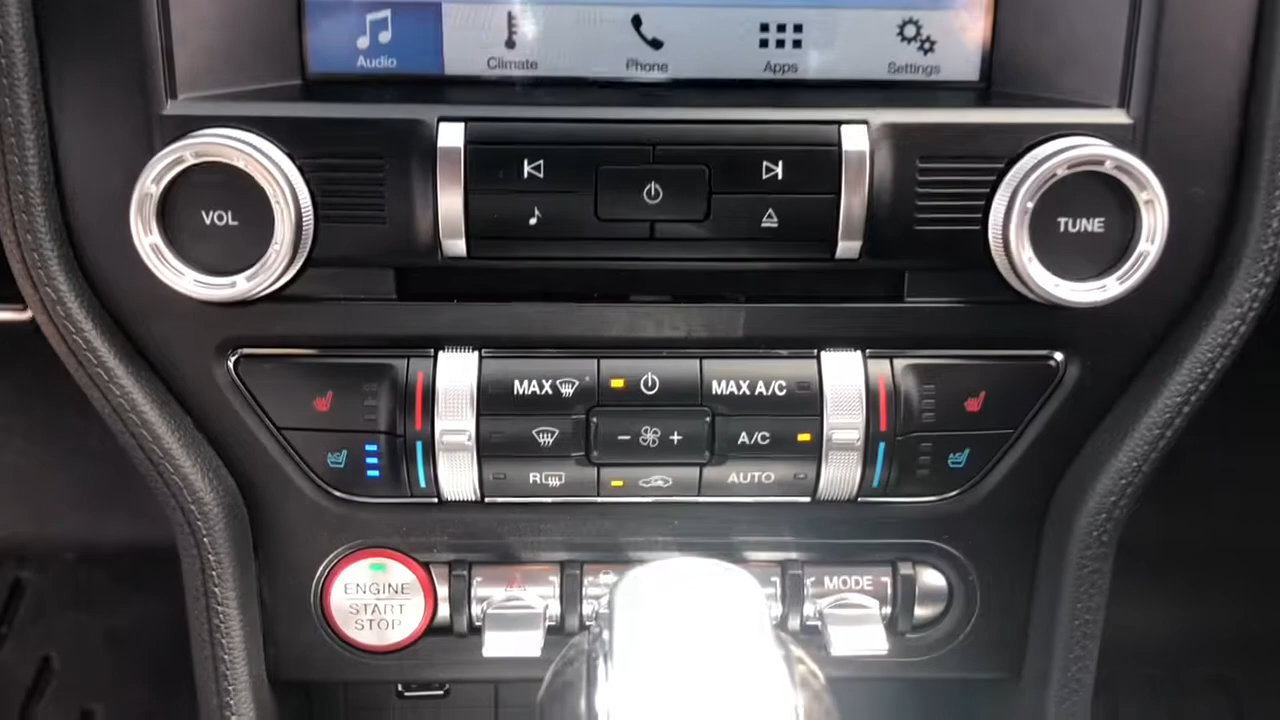 Audio
Climate
Phone
Apps
Settings
VOL
TUNE
MAX
MAX A/C
- +
A/C
R
AUTO
ENGINE
START
STOP
MODE